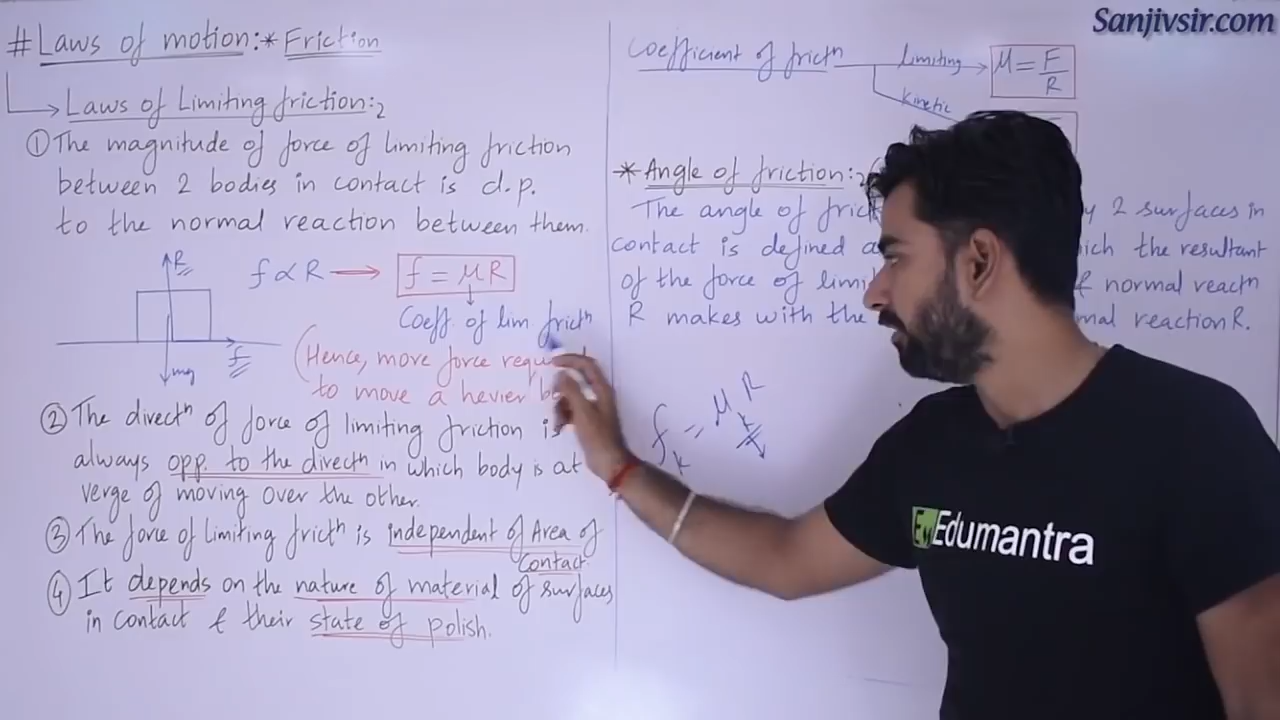 Sanjivsir.com
# Laws of motion:* Friction
Laws of Limiting friction:
① The magnitude of force of limiting friction
between 2 bodies in contact is d.p.
to the normal reaction between them.
R
f ∝ R → f = μR
f
mg
Coeff. of lim frictⁿ
(Hence, more force
to move a hevier
② The directⁿ of force of limiting friction is
always opp. to the directⁿ in which body is at
verge of moving over the other.
③ The force of limiting frictⁿ is independent of Area of
Contact.
④ It depends on the nature of material of surfaces
in contact & their state of polish.
Coefficient of frictⁿ limiting μ = F/R
kinetic
* Angle of friction:
The angle of 2 surfaces in
contact is defined the resultant
of the force of normal reactⁿ
R makes with the reaction R.
fk = μk R
Edumantra